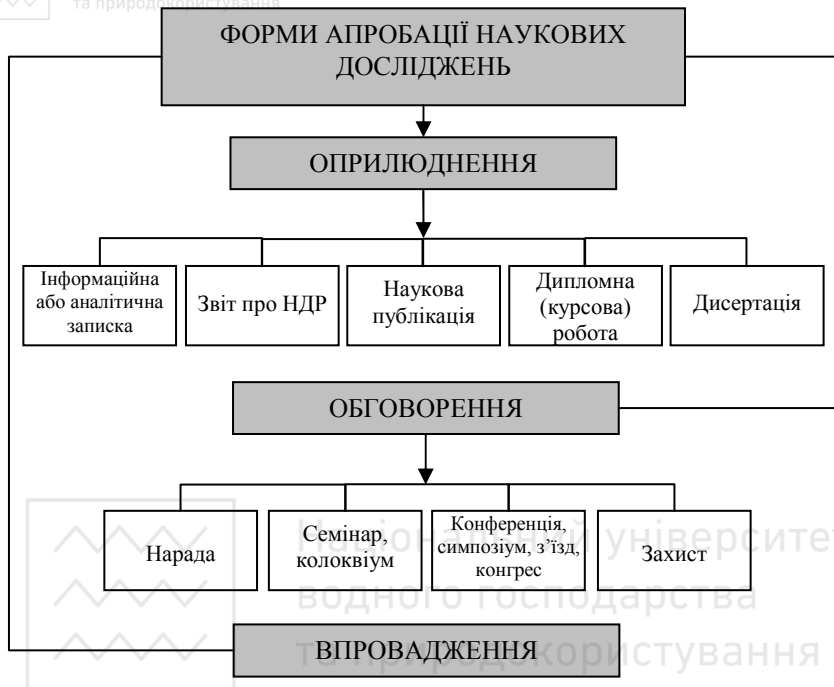 та природокористування
ФОРМИ АПРОБАЦІЇ НАУКОВИХ
ДОСЛІДЖЕНЬ
ОПРИЛЮДНЕННЯ
Інформаційна
або аналітична
записка
Звіт про НДР
Наукова
публікація
Дипломна
(курсова)
робота
Дисертація
ОБГОВОРЕННЯ
Нарада
Семінар,
колоквіум
Конференція,
симпозіум, з’їзд,
конгрес
Захист
Національний університет
водного господарства
та природокористування
ВПРОВАДЖЕННЯ